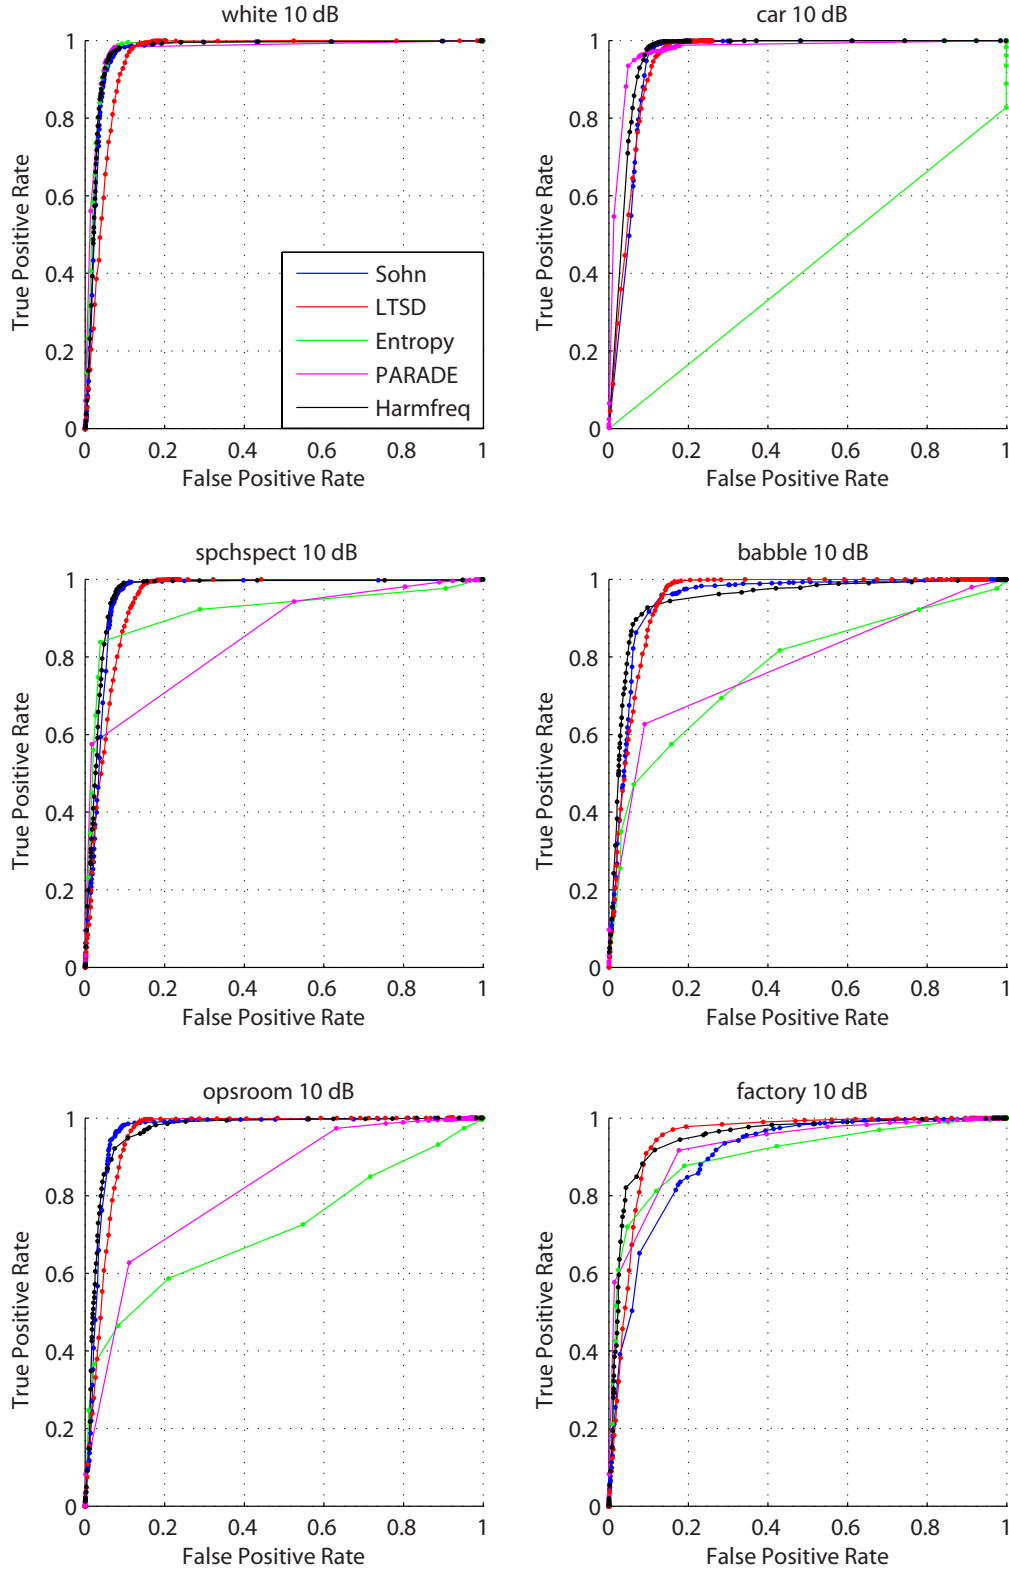 white 10 dB
True Positive Rate
1
0.8
0.6
0.4
0.2
0
Sohn
LTSD
Entropy
PARADE
Harmfreq
0 0.2 0.4 0.6 0.8 1
False Positive Rate
car 10 dB
True Positive Rate
1
0.8
0.6
0.4
0.2
0
0 0.2 0.4 0.6 0.8 1
False Positive Rate
spchspect 10 dB
True Positive Rate
1
0.8
0.6
0.4
0.2
0
0 0.2 0.4 0.6 0.8 1
False Positive Rate
babble 10 dB
True Positive Rate
1
0.8
0.6
0.4
0.2
0
0 0.2 0.4 0.6 0.8 1
False Positive Rate
opsroom 10 dB
True Positive Rate
1
0.8
0.6
0.4
0.2
0
0 0.2 0.4 0.6 0.8 1
False Positive Rate
factory 10 dB
True Positive Rate
1
0.8
0.6
0.4
0.2
0
0 0.2 0.4 0.6 0.8 1
False Positive Rate